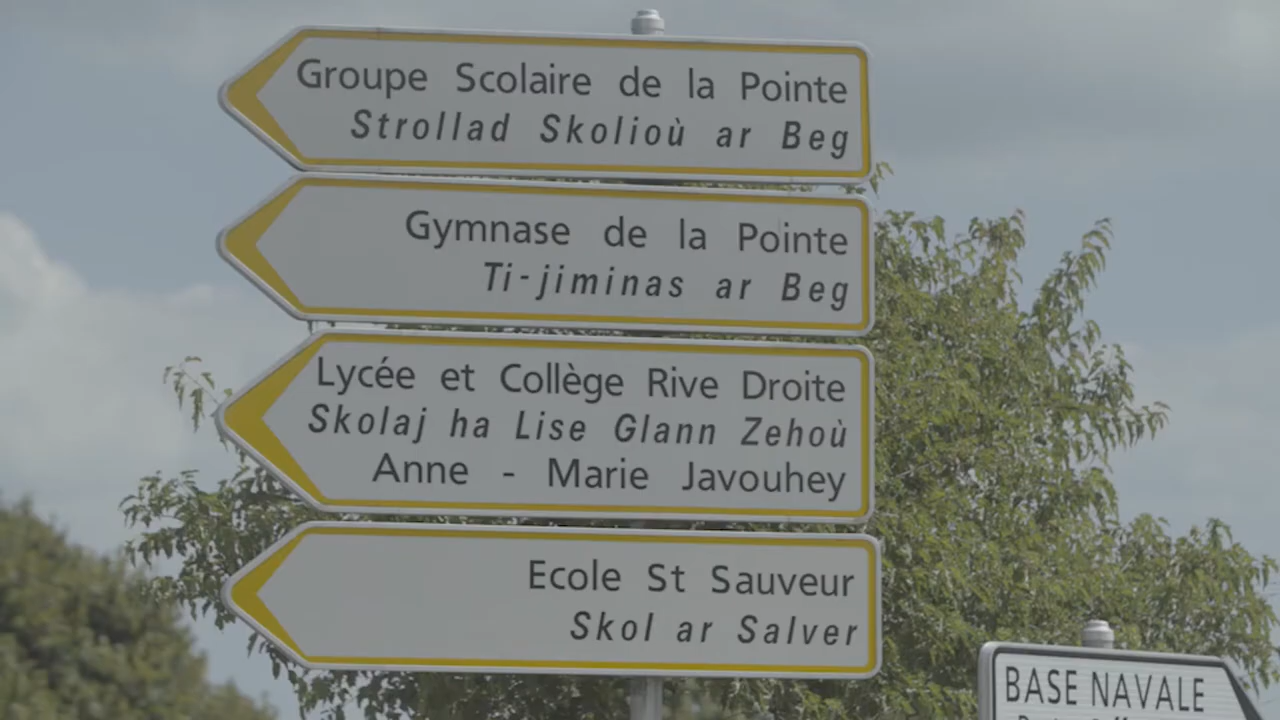 Groupe Scolaire de la Pointe
Strollad Skolioù ar Beg
Gymnase de la Pointe
Ti-jiminas ar Beg
Lycée et Collège Rive Droite
Skolaj ha Lise Glann Zehoù
Anne - Marie Javouhey
Ecole St Sauveur
Skol ar Salver
BASE NAVALE